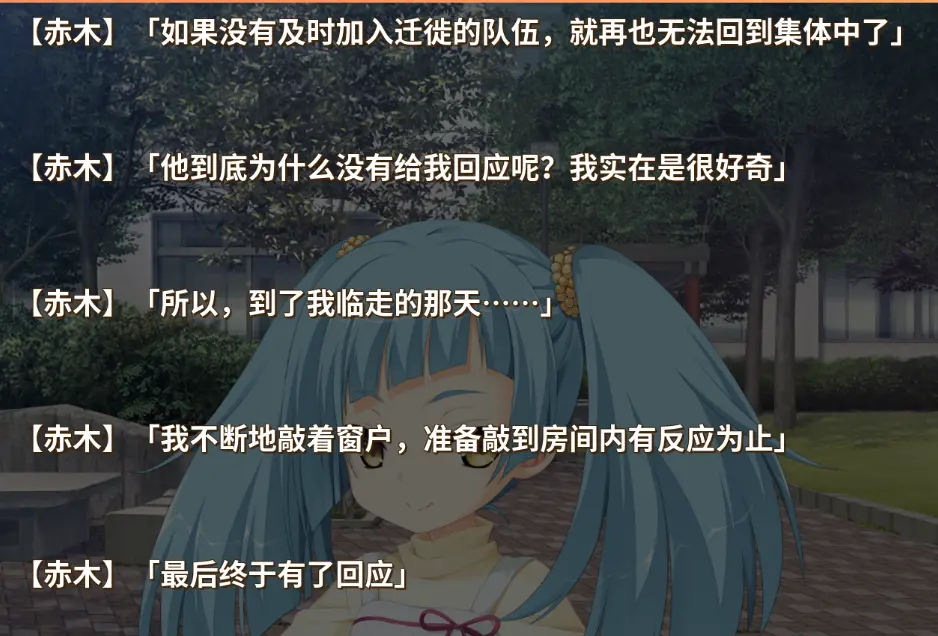 【赤木】「如果没有及时加入迁徙的队伍，就再也无法回到集体中了」
【赤木】「他到底为什么没有给我回应呢？我实在是很好奇」
【赤木】「所以，到了我临走的那天……」
【赤木】「我不断地敲着窗户，准备敲到房间内有反应为止」
【赤木】「最后终于有了回应」